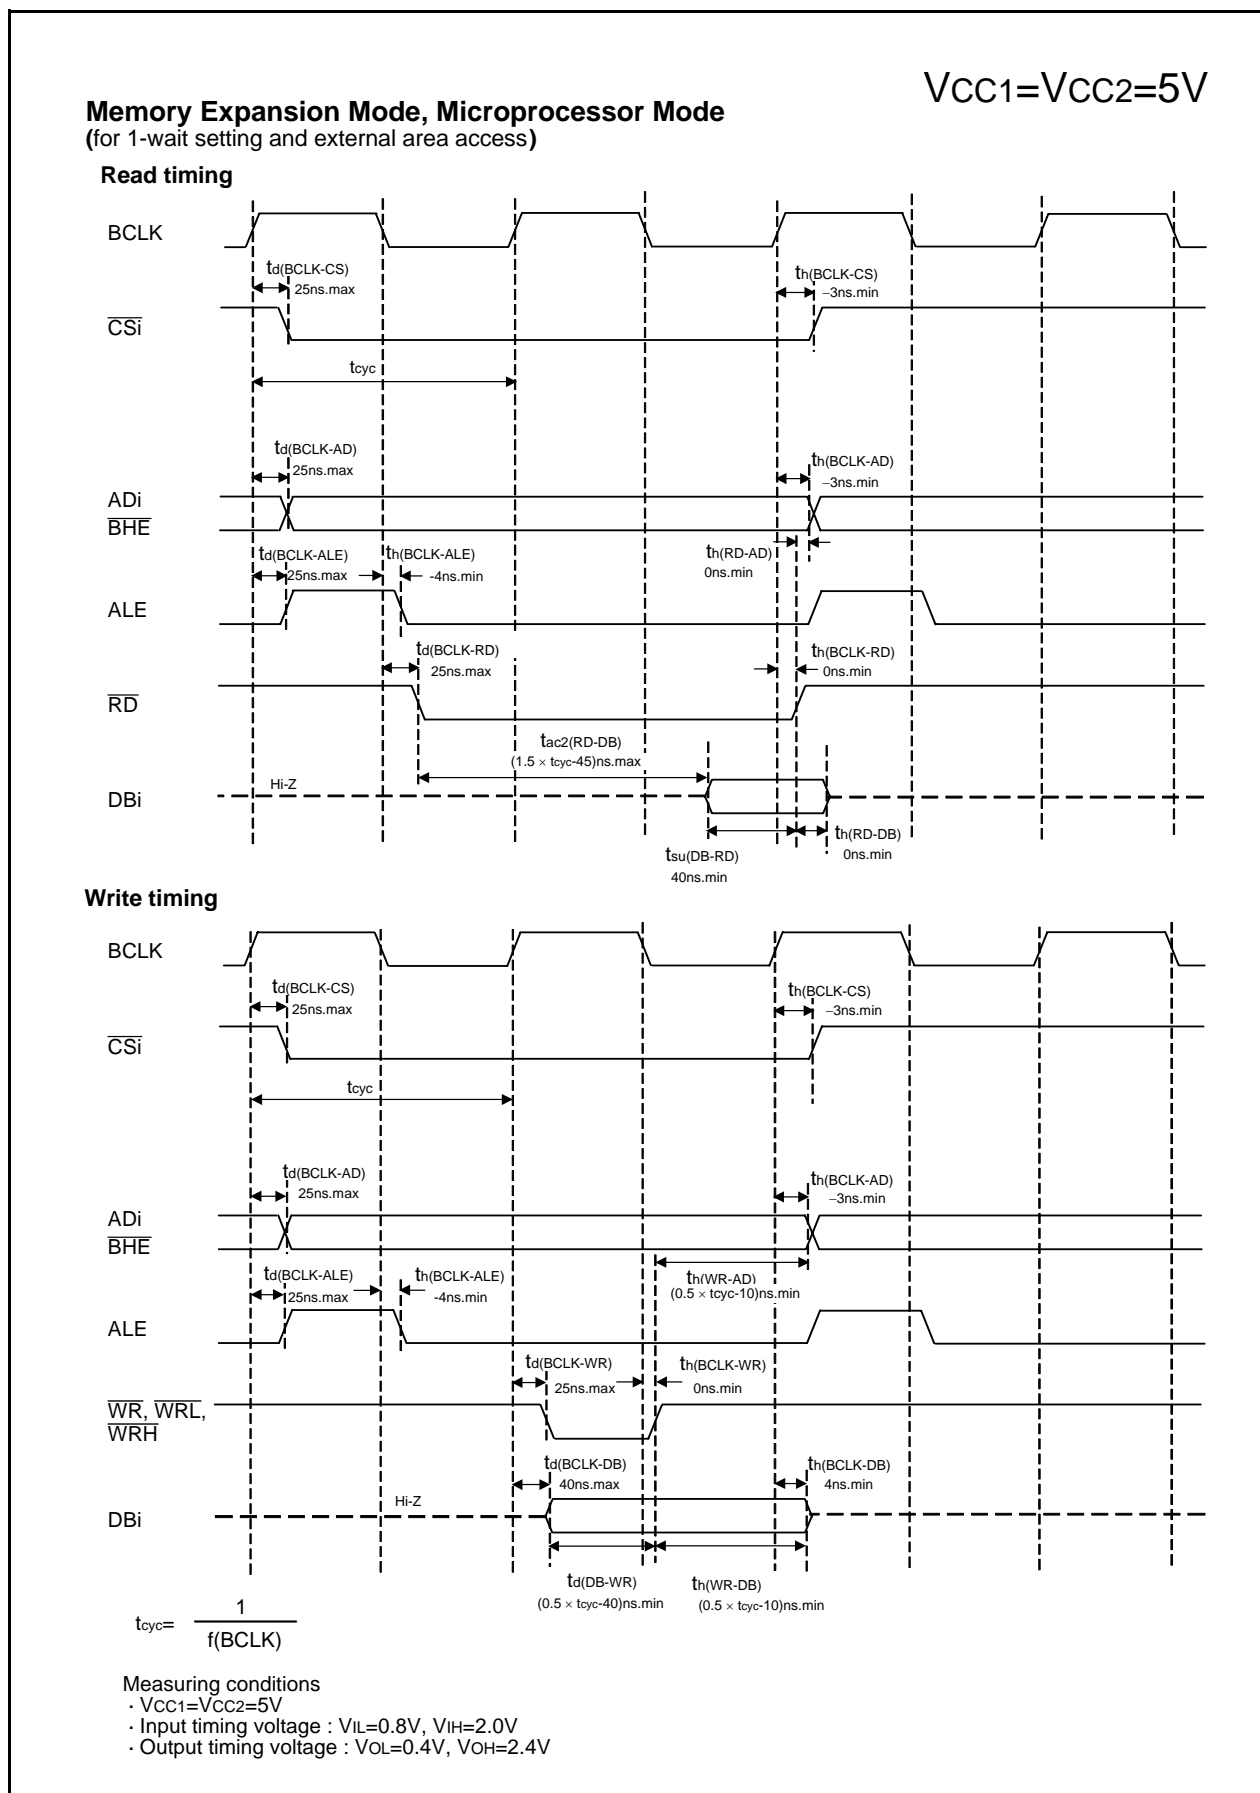 VCC1=VCC2=5V
Memory Expansion Mode, Microprocessor Mode
(for 1-wait setting and external area access)
Read timing
BCLK
td(BCLK-CS)
25ns.max
th(BCLK-CS)
−3ns.min
CSi
tcyc
td(BCLK-AD)
25ns.max
th(BCLK-AD)
−3ns.min
ADi
BHE
td(BCLK-ALE)
25ns.max
th(BCLK-ALE)
-4ns.min
th(RD-AD)
0ns.min
ALE
td(BCLK-RD)
25ns.max
th(BCLK-RD)
0ns.min
RD
tac2(RD-DB)
(1.5 × tcyc-45)ns.max
Hi-Z
DBi
tsu(DB-RD)
40ns.min
th(RD-DB)
0ns.min
Write timing
BCLK
td(BCLK-CS)
25ns.max
th(BCLK-CS)
−3ns.min
CSi
tcyc
td(BCLK-AD)
25ns.max
th(BCLK-AD)
−3ns.min
ADi
BHE
td(BCLK-ALE)
25ns.max
th(BCLK-ALE)
-4ns.min
th(WR-AD)
(0.5 × tcyc-10)ns.min
ALE
td(BCLK-WR)
25ns.max
th(BCLK-WR)
0ns.min
WR, WRL,
WRH
td(BCLK-DB)
40ns.max
th(BCLK-DB)
4ns.min
Hi-Z
DBi
td(DB-WR)
(0.5 × tcyc-40)ns.min
th(WR-DB)
(0.5 × tcyc-10)ns.min
tcyc= 1
f(BCLK)
Measuring conditions
· VCC1=VCC2=5V
· Input timing voltage : VIL=0.8V, VIH=2.0V
· Output timing voltage : VOL=0.4V, VOH=2.4V